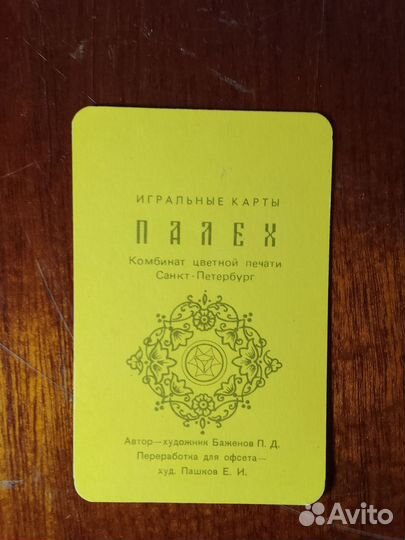 ИГРАЛЬНЫЕ КАРТЫ
ПАЛЕХ
Комбинат цветной печати
Санкт-Петербург
Автор—художник Баженов П. Д.
Переработка для офсета—
худ. Пашков Е. И.
Avito